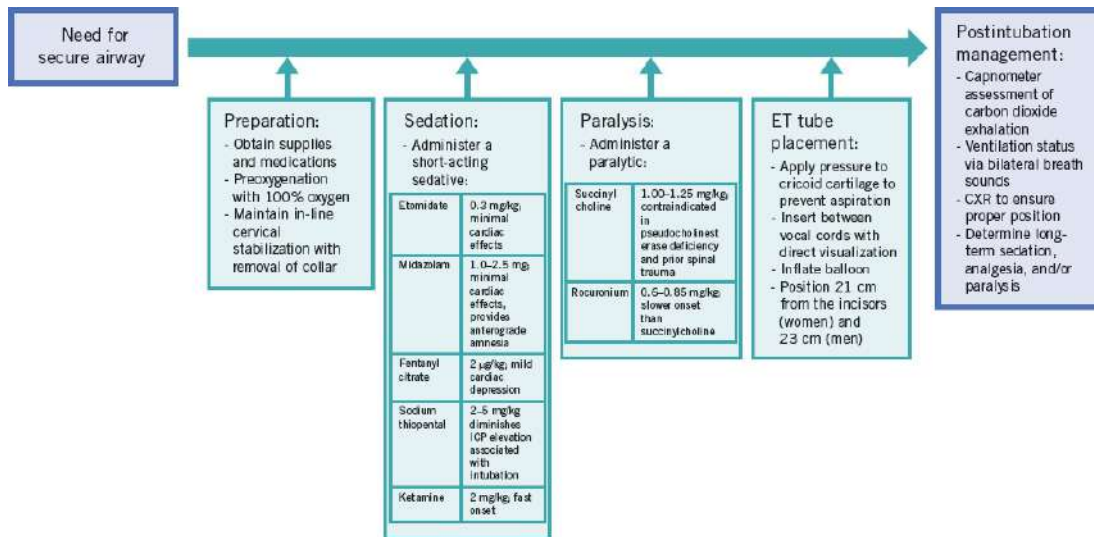 Need for
secure airway
Preparation:
- Obtain supplies
and medications
- Preoxygenation
with 100% oxygen
- Maintain in-line
cervical
stabilization with
removal of collar
Sedation:
- Administer a
short-acting
sedative:
Etomidate
0.3 mg/kg;
minimal
cardiac
effects
Midazolam
1.0–2.5 mg;
minimal
cardiac
effects,
provides
anterograde
amnesia
Fentanyl
citrate
2 µg/kg; mild
cardiac
depression
Sodium
thiopental
2–5 mg/kg
diminishes
ICP elevation
associated
with
intubation
Ketamine
2 mg/kg; fast
onset
Paralysis:
- Administer a
paralytic:
Succinyl
choline
1.00–1.25 mg/kg;
contraindicated
in
pseudocholinest
erase deficiency
and prior spinal
trauma
Rocuronium
0.6–0.85 mg/kg;
slower onset
than
succinylcholine
ET tube
placement:
- Apply pressure to
cricoid cartilage to
prevent aspiration
- Insert between
vocal cords with
direct visualization
- Inflate balloon
- Position 21 cm
from the incisors
(women) and
23 cm (men)
Postintubation
management:
- Capnometer
assessment of
carbon dioxide
exhalation
- Ventilation status
via bilateral breath
sounds
- CXR to ensure
proper position
- Determine long-
term sedation,
analgesia, and/or
paralysis